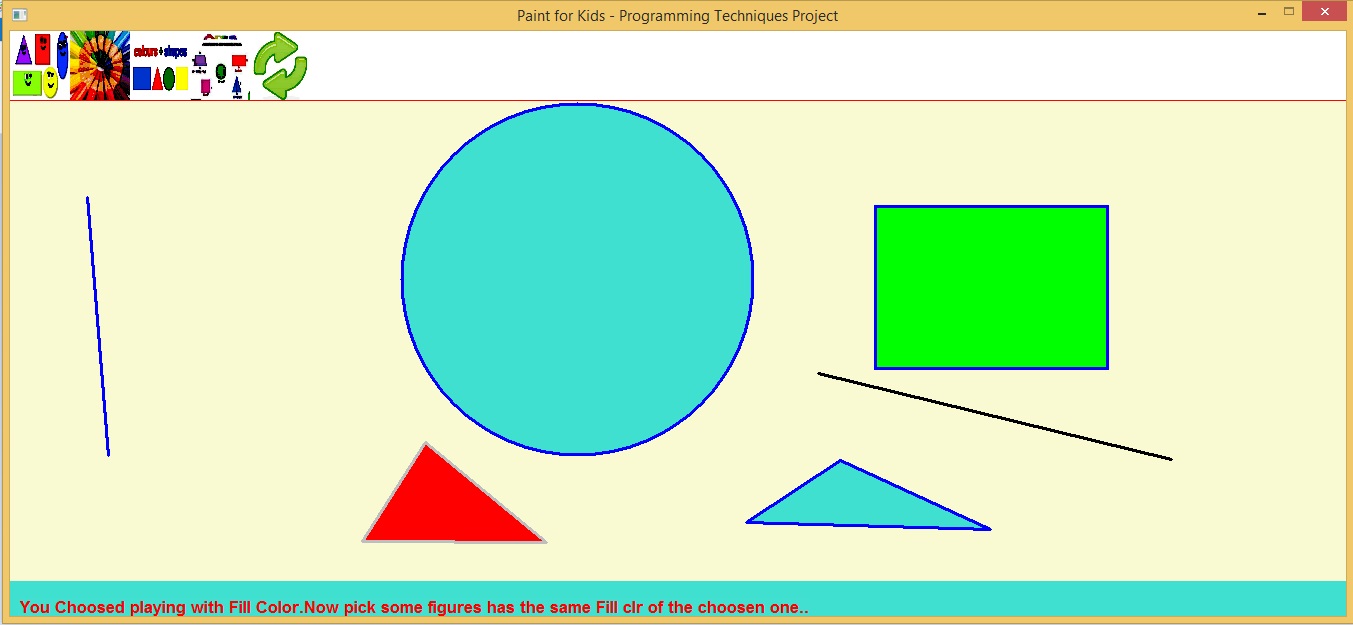 Paint for Kids - Programming Techniques Project
colours + shapes
You Choosed playing with Fill Color.Now pick some figures has the same Fill clr of the choosen one..